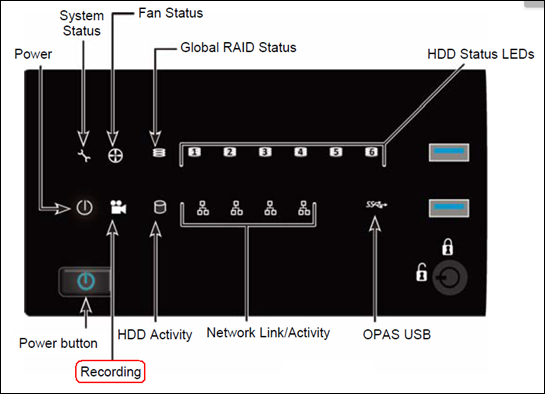 System
Status
Fan Status
Power
Global RAID Status
HDD Status LEDs
1 2 3 4 5 6
SS
HDD Activity
Network Link/Activity
OPAS USB
Power button
Recording